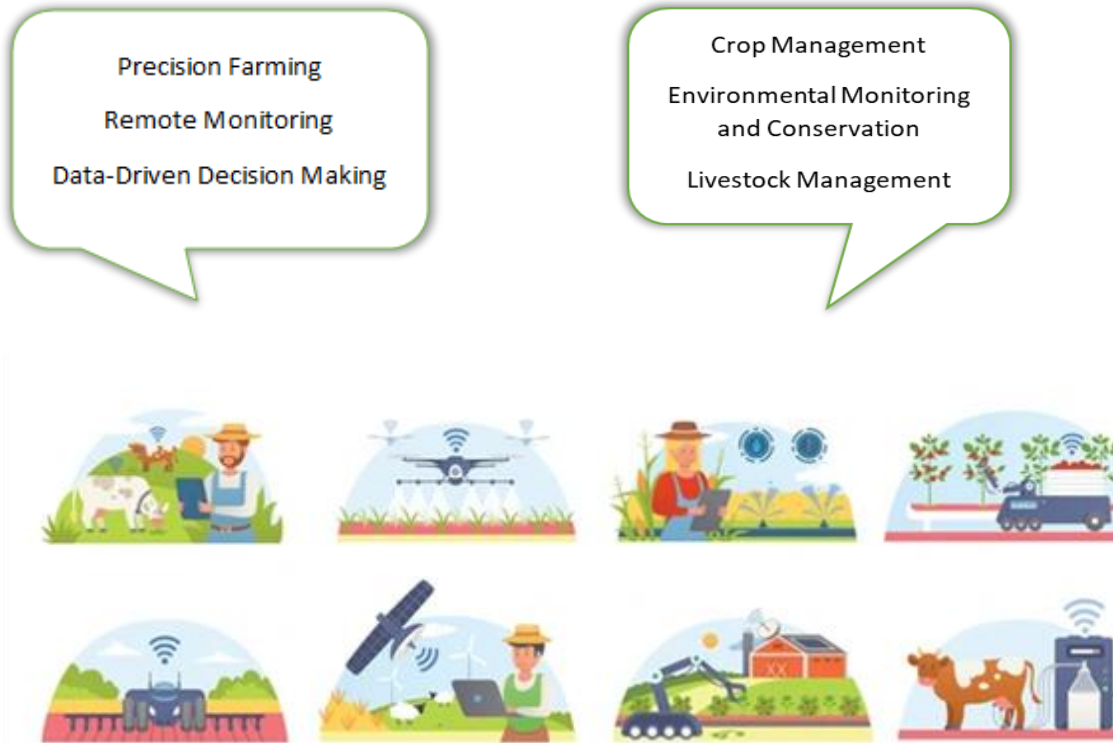 Precision Farming
Remote Monitoring
Data-Driven Decision Making
Crop Management
Environmental Monitoring
and Conservation
Livestock Management